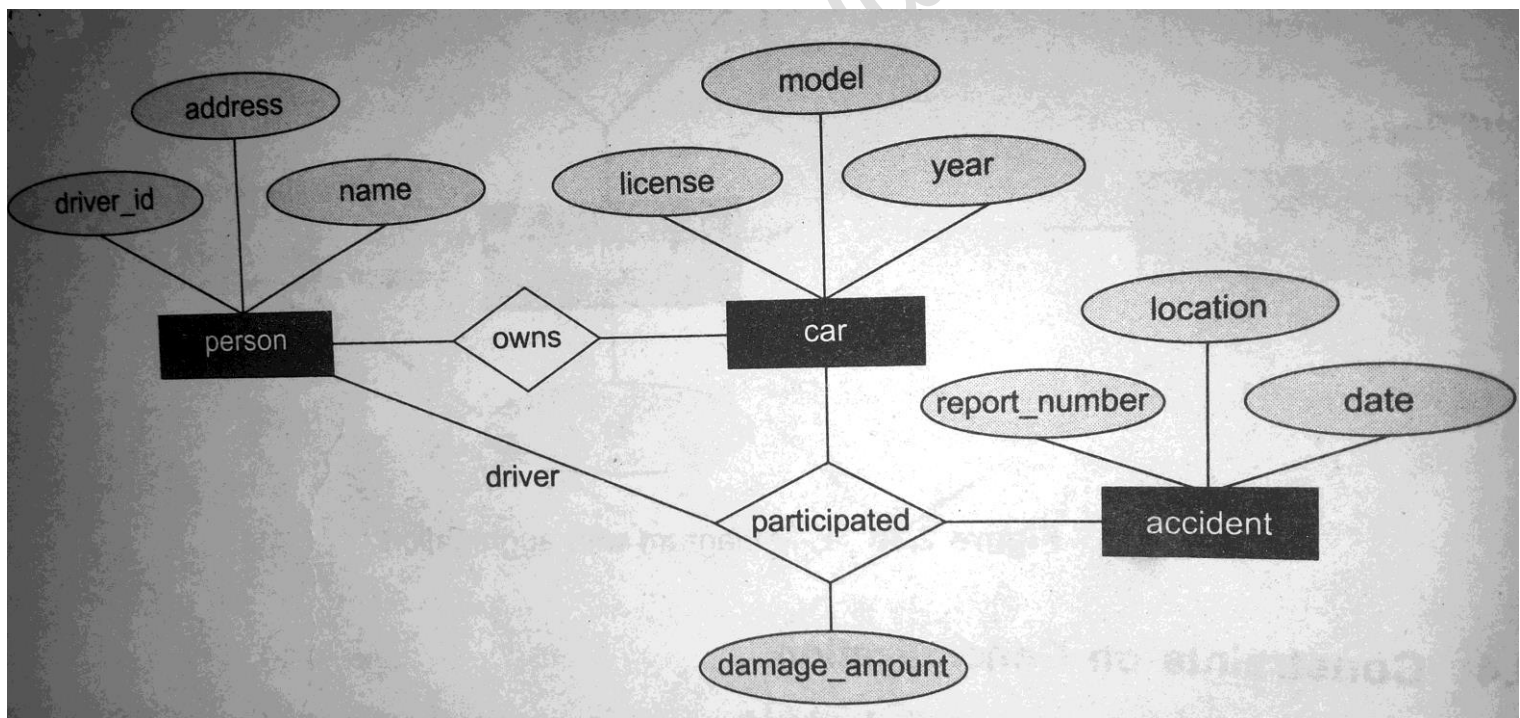 model
address
year
license
name
driver_id
location
car
person
owns
date
report_number
driver
participated
accident
damage_amount